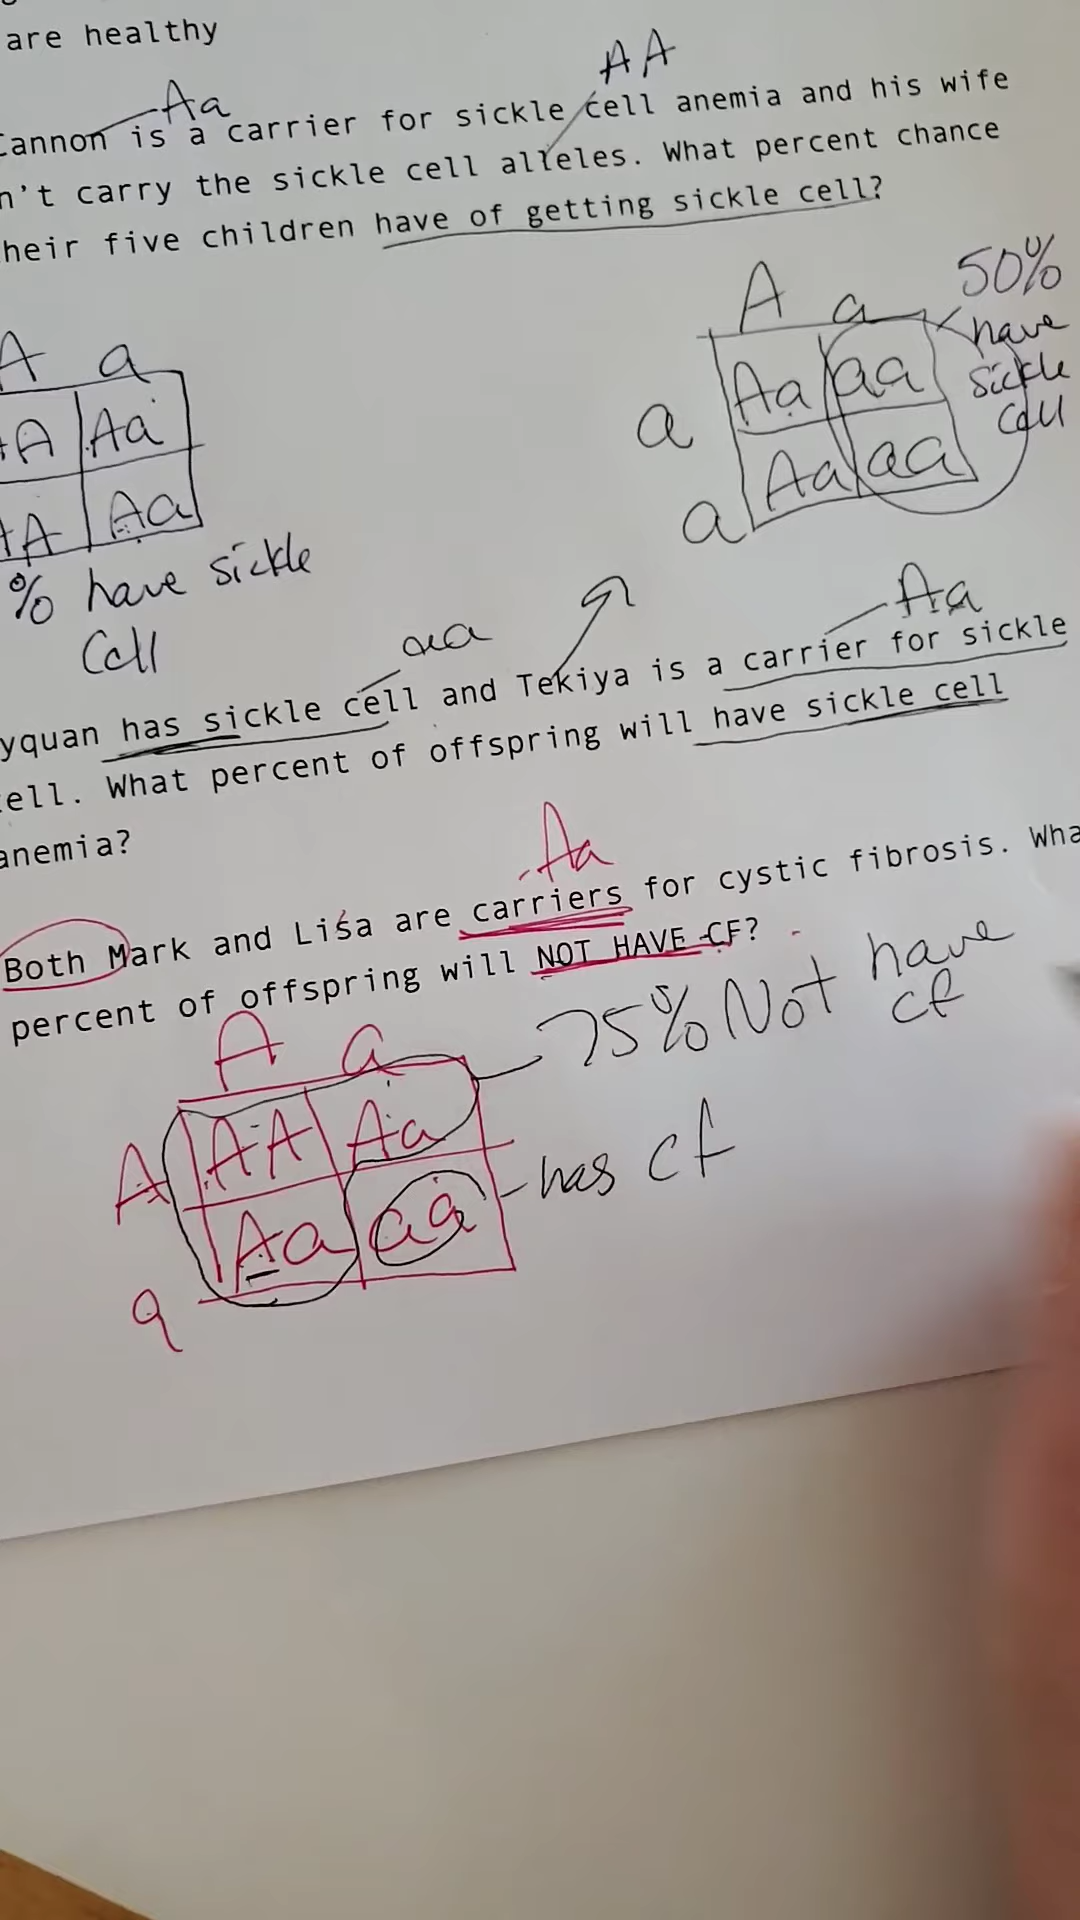 are healthy
Aa
AA
Cannon is a carrier for sickle cell anemia and his wife
n't carry the sickle cell alleles. What percent chance
heir five children have of getting sickle cell?
A a
A Aa
A Aa
% have sickle
Cell
A a
a Aa aa
a Aa aa
50%
have
sickle
Cell
aa
Aa
yquan has sickle cell and Tekiya is a carrier for sickle
cell. What percent of offspring will have sickle cell
anemia?
Aa
Both Mark and Lisa are carriers for cystic fibrosis. Wha
percent of offspring will NOT HAVE CF?
75% Not have
cf
A a
A AA Aa
a Aa aa
has cf